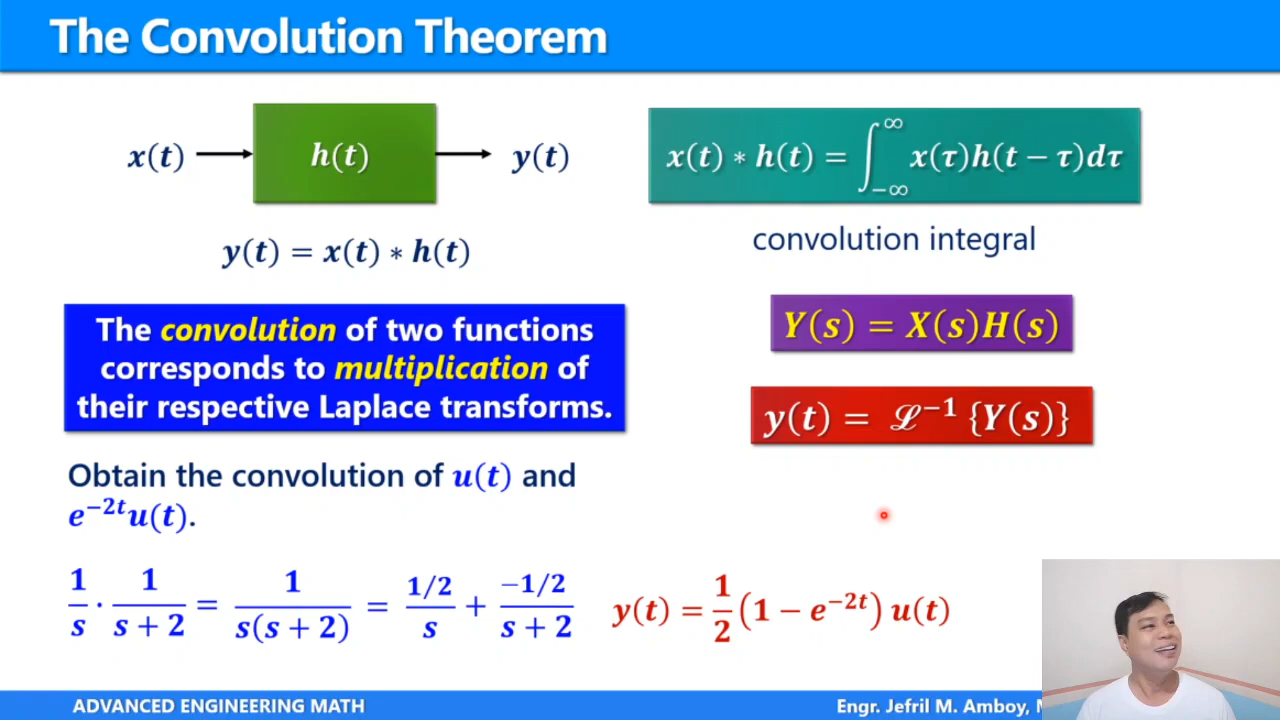 The Convolution Theorem
x(t) → h(t) → y(t)
y(t) = x(t) ∗ h(t)
x(t) ∗ h(t) = ∫_{−∞}^{∞} x(τ)h(t − τ)dτ
convolution integral
Y(s) = X(s)H(s)
y(t) = ℒ⁻¹ {Y(s)}
The convolution of two functions
corresponds to multiplication of
their respective Laplace transforms.
Obtain the convolution of u(t) and
e^{−2t}u(t).
1/s · 1/(s + 2) = 1/(s(s + 2)) = (1/2)/s + (−1/2)/(s + 2)
y(t) = 1/2 (1 − e^{−2t}) u(t)
ADVANCED ENGINEERING MATH
Engr. Jefril M. Amboy,